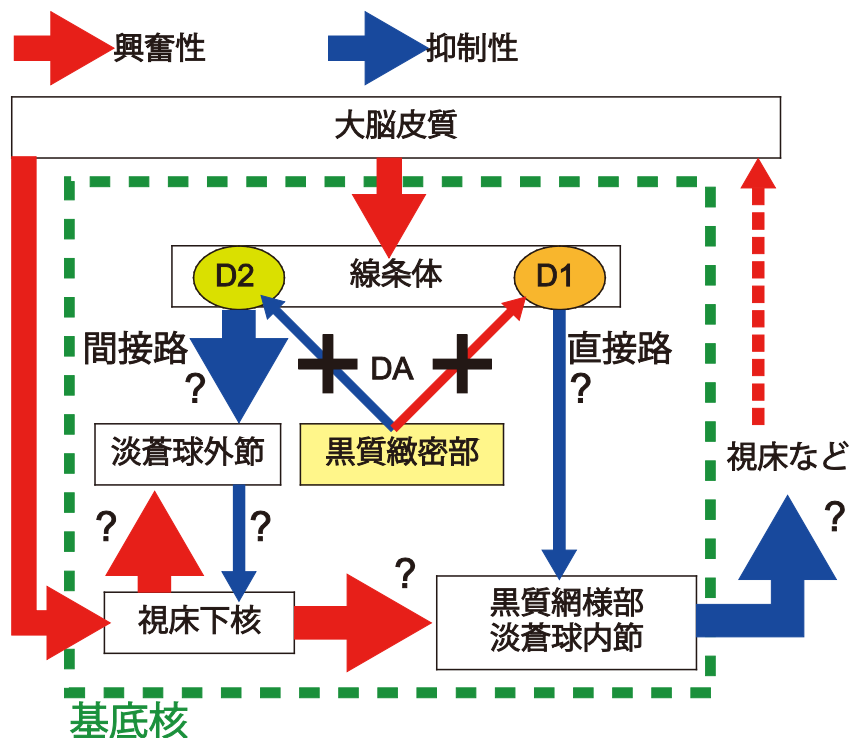 興奮性
抑制性
大脳皮質
D2
線条体
D1
間接路
?
DA
直接路
?
淡蒼球外節
黒質緻密部
視床など
?
?
?
?
視床下核
黒質網様部
淡蒼球内節
基底核